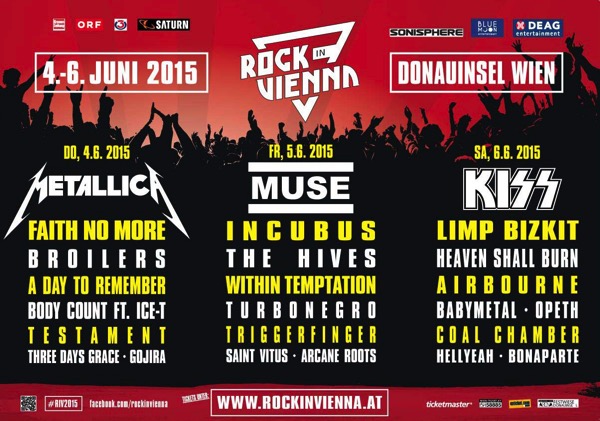 ORF
SATURN
SONISPHERE
BLUE MOON
DEAG
entertainment
4.-6. JUNI 2015
ROCK IN VIENNA
DONAUINSEL WIEN
DO, 4.6. 2015
METALLICA
FAITH NO MORE
BROILERS
A DAY TO REMEMBER
BODY COUNT FT. ICE-T
TESTAMENT
THREE DAYS GRACE · GOJIRA
FR, 5.6. 2015
MUSE
INCUBUS
THE HIVES
WITHIN TEMPTATION
TURBONEGRO
TRIGGERFINGER
SAINT VITUS · ARCANE ROOTS
SA, 6.6. 2015
KISS
LIMP BIZKIT
HEAVEN SHALL BURN
AIRBOURNE
BABYMETAL · OPETH
COAL CHAMBER
HELLYEAH · BONAPARTE
#RIV2015
facebook.com/rockinvienna
TICKETS UNTER:
WWW.ROCKINVIENNA.AT
ticketmaster